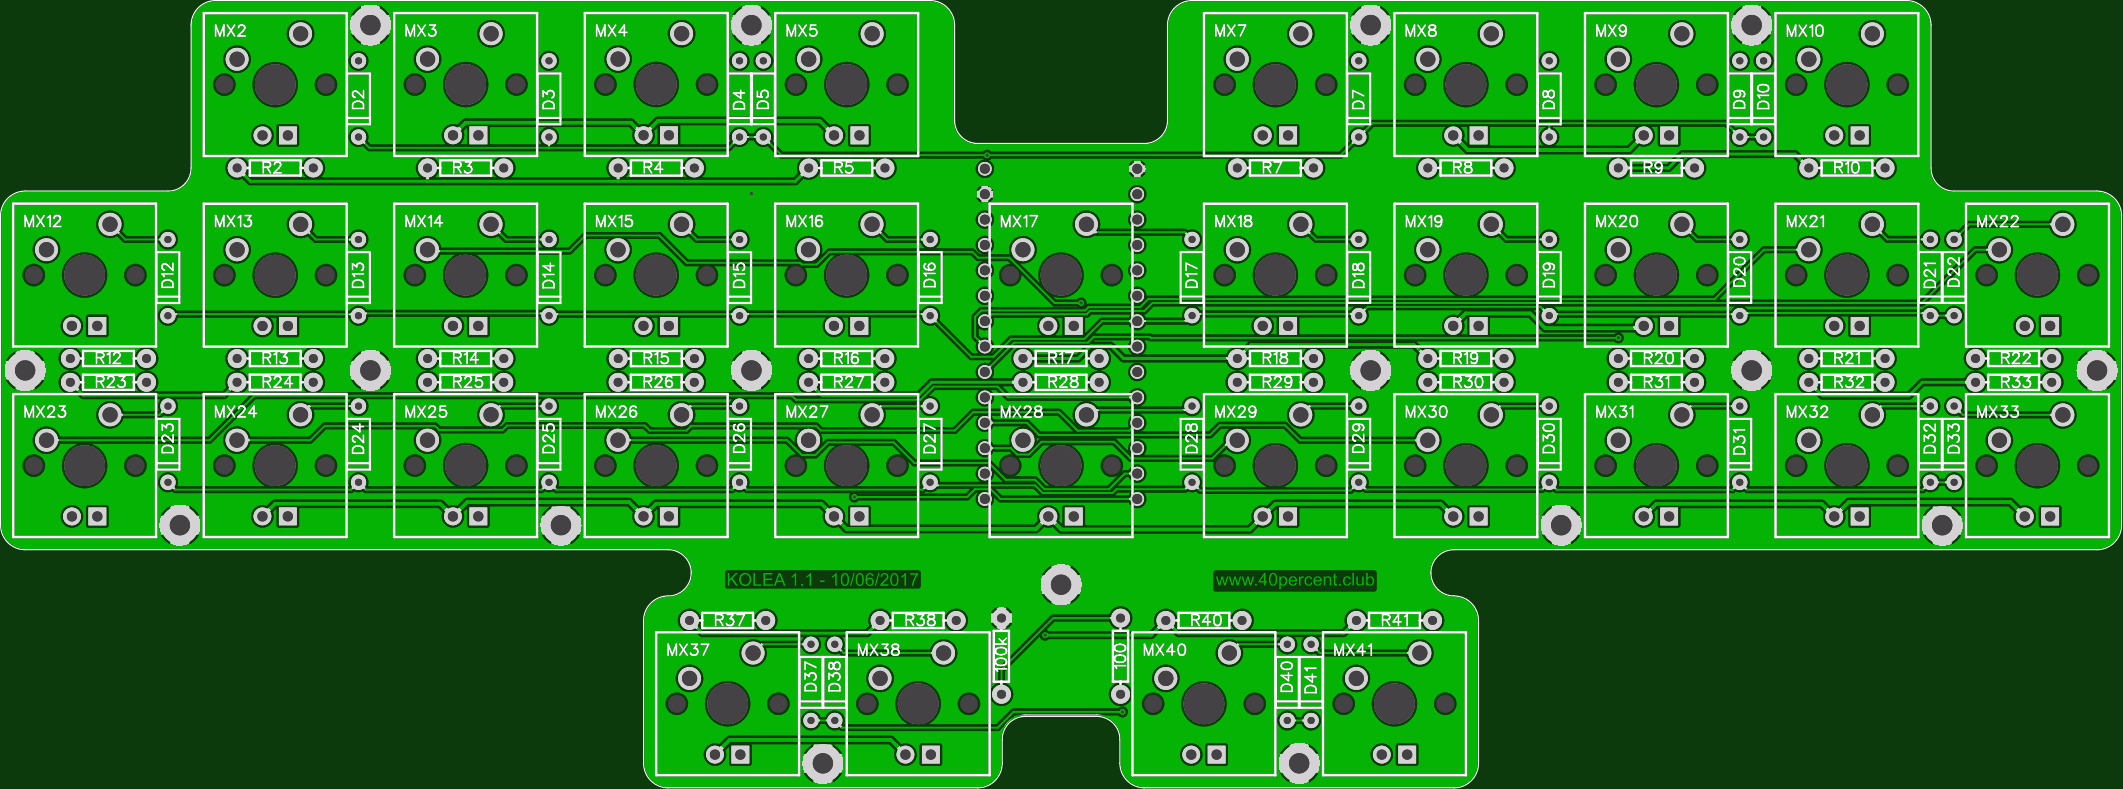 MX2 MX3 MX4 MX5 MX7 MX8 MX9 MX10
D2 D3 D4 D5 D7 D8 D9 D10
R2 R3 R4 R5 R7 R8 R9 R10
MX12 MX13 MX14 MX15 MX16 MX17 MX18 MX19 MX20 MX21 MX22
D12 D13 D14 D15 D16 D17 D18 D19 D20 D21 D22
R12 R13 R14 R15 R16 R17 R18 R19 R20 R21 R22
R23 R24 R25 R26 R27 R28 R29 R30 R31 R32 R33
MX23 MX24 MX25 MX26 MX27 MX28 MX29 MX30 MX31 MX32 MX33
D23 D24 D25 D26 D27 D28 D29 D30 D31 D32 D33
KOLEA 1.1 - 10/06/2017 www.40percent.club
R37 R38 R40 R41
MX37 MX38 100k 100 MX40 MX41
D37 D38 D40 D41